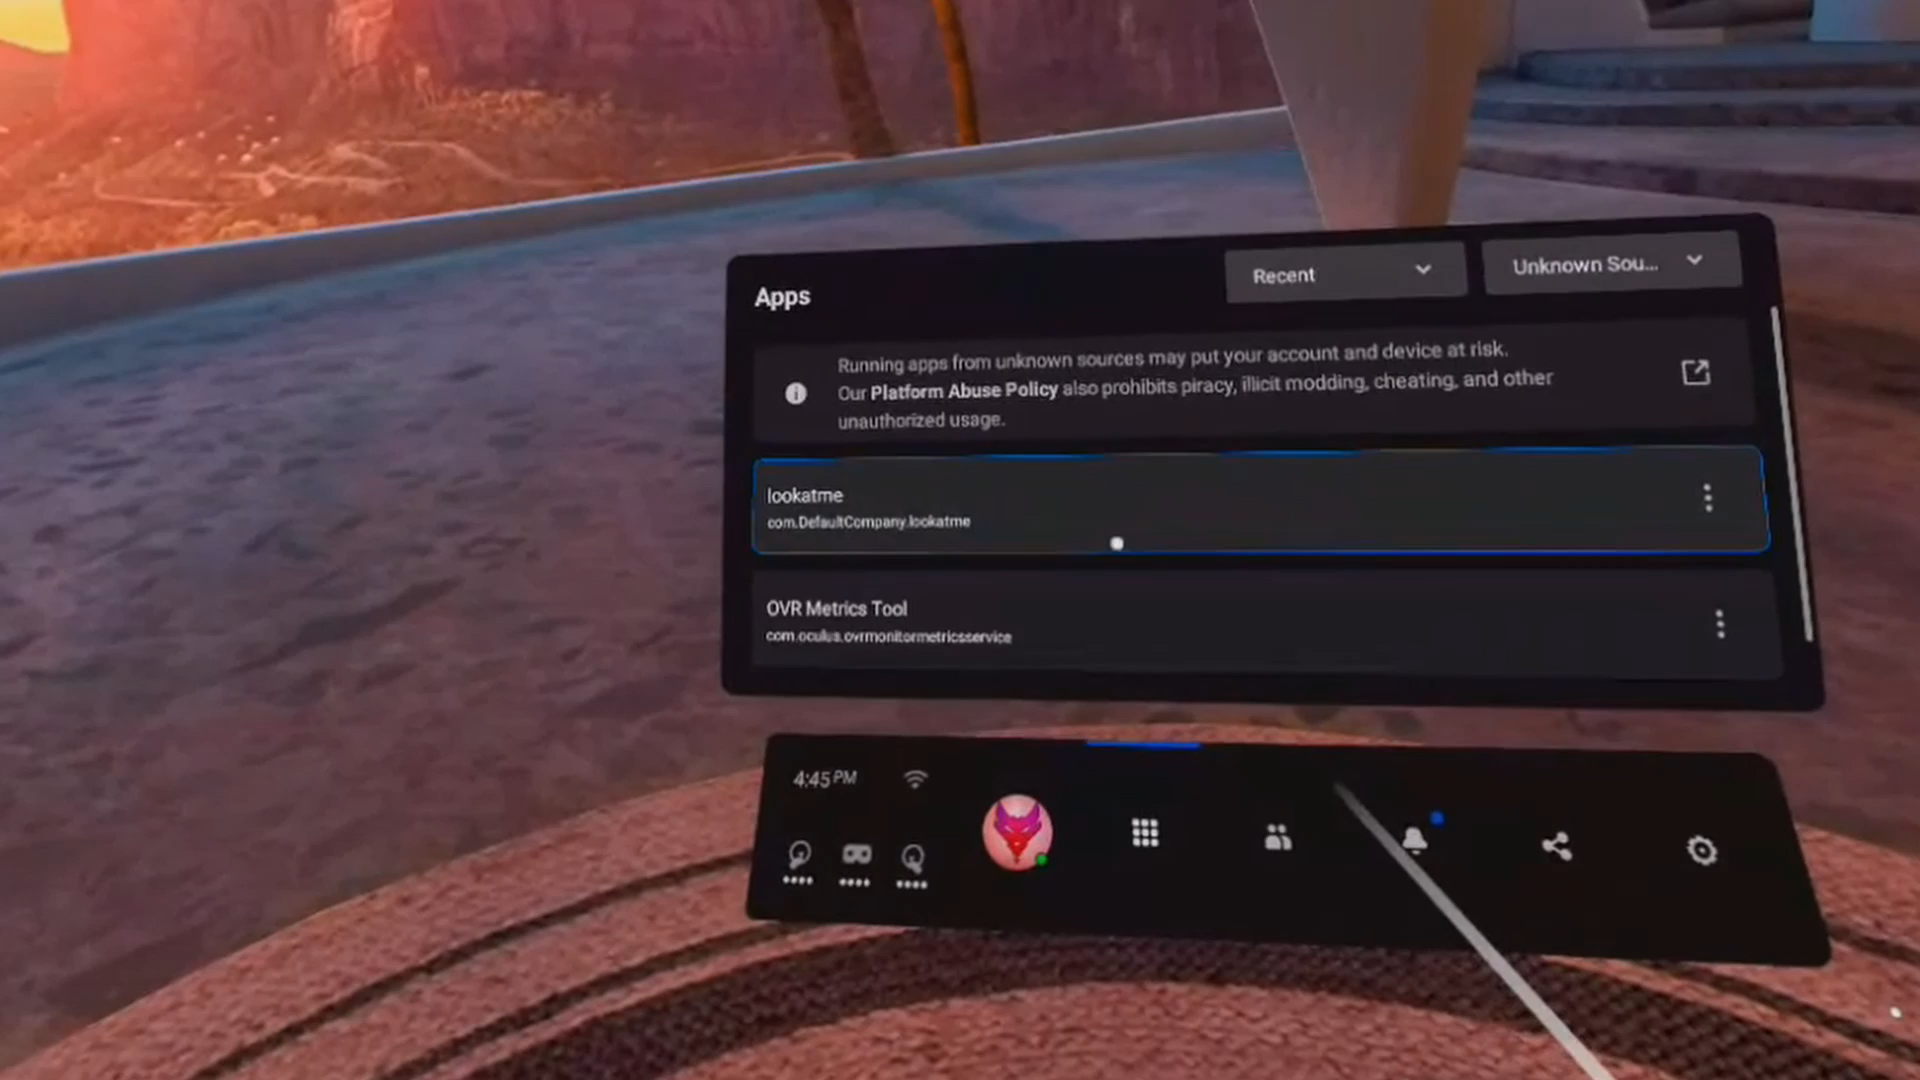 Apps
Recent
Unknown Sou...
Running apps from unknown sources may put your account and device at risk.
Our Platform Abuse Policy also prohibits piracy, illicit modding, cheating, and other
unauthorized usage.
lookatme
com.DefaultCompany.lookatme
OVR Metrics Tool
com.oculus.ovrmonitormetricsservice
4:45 PM